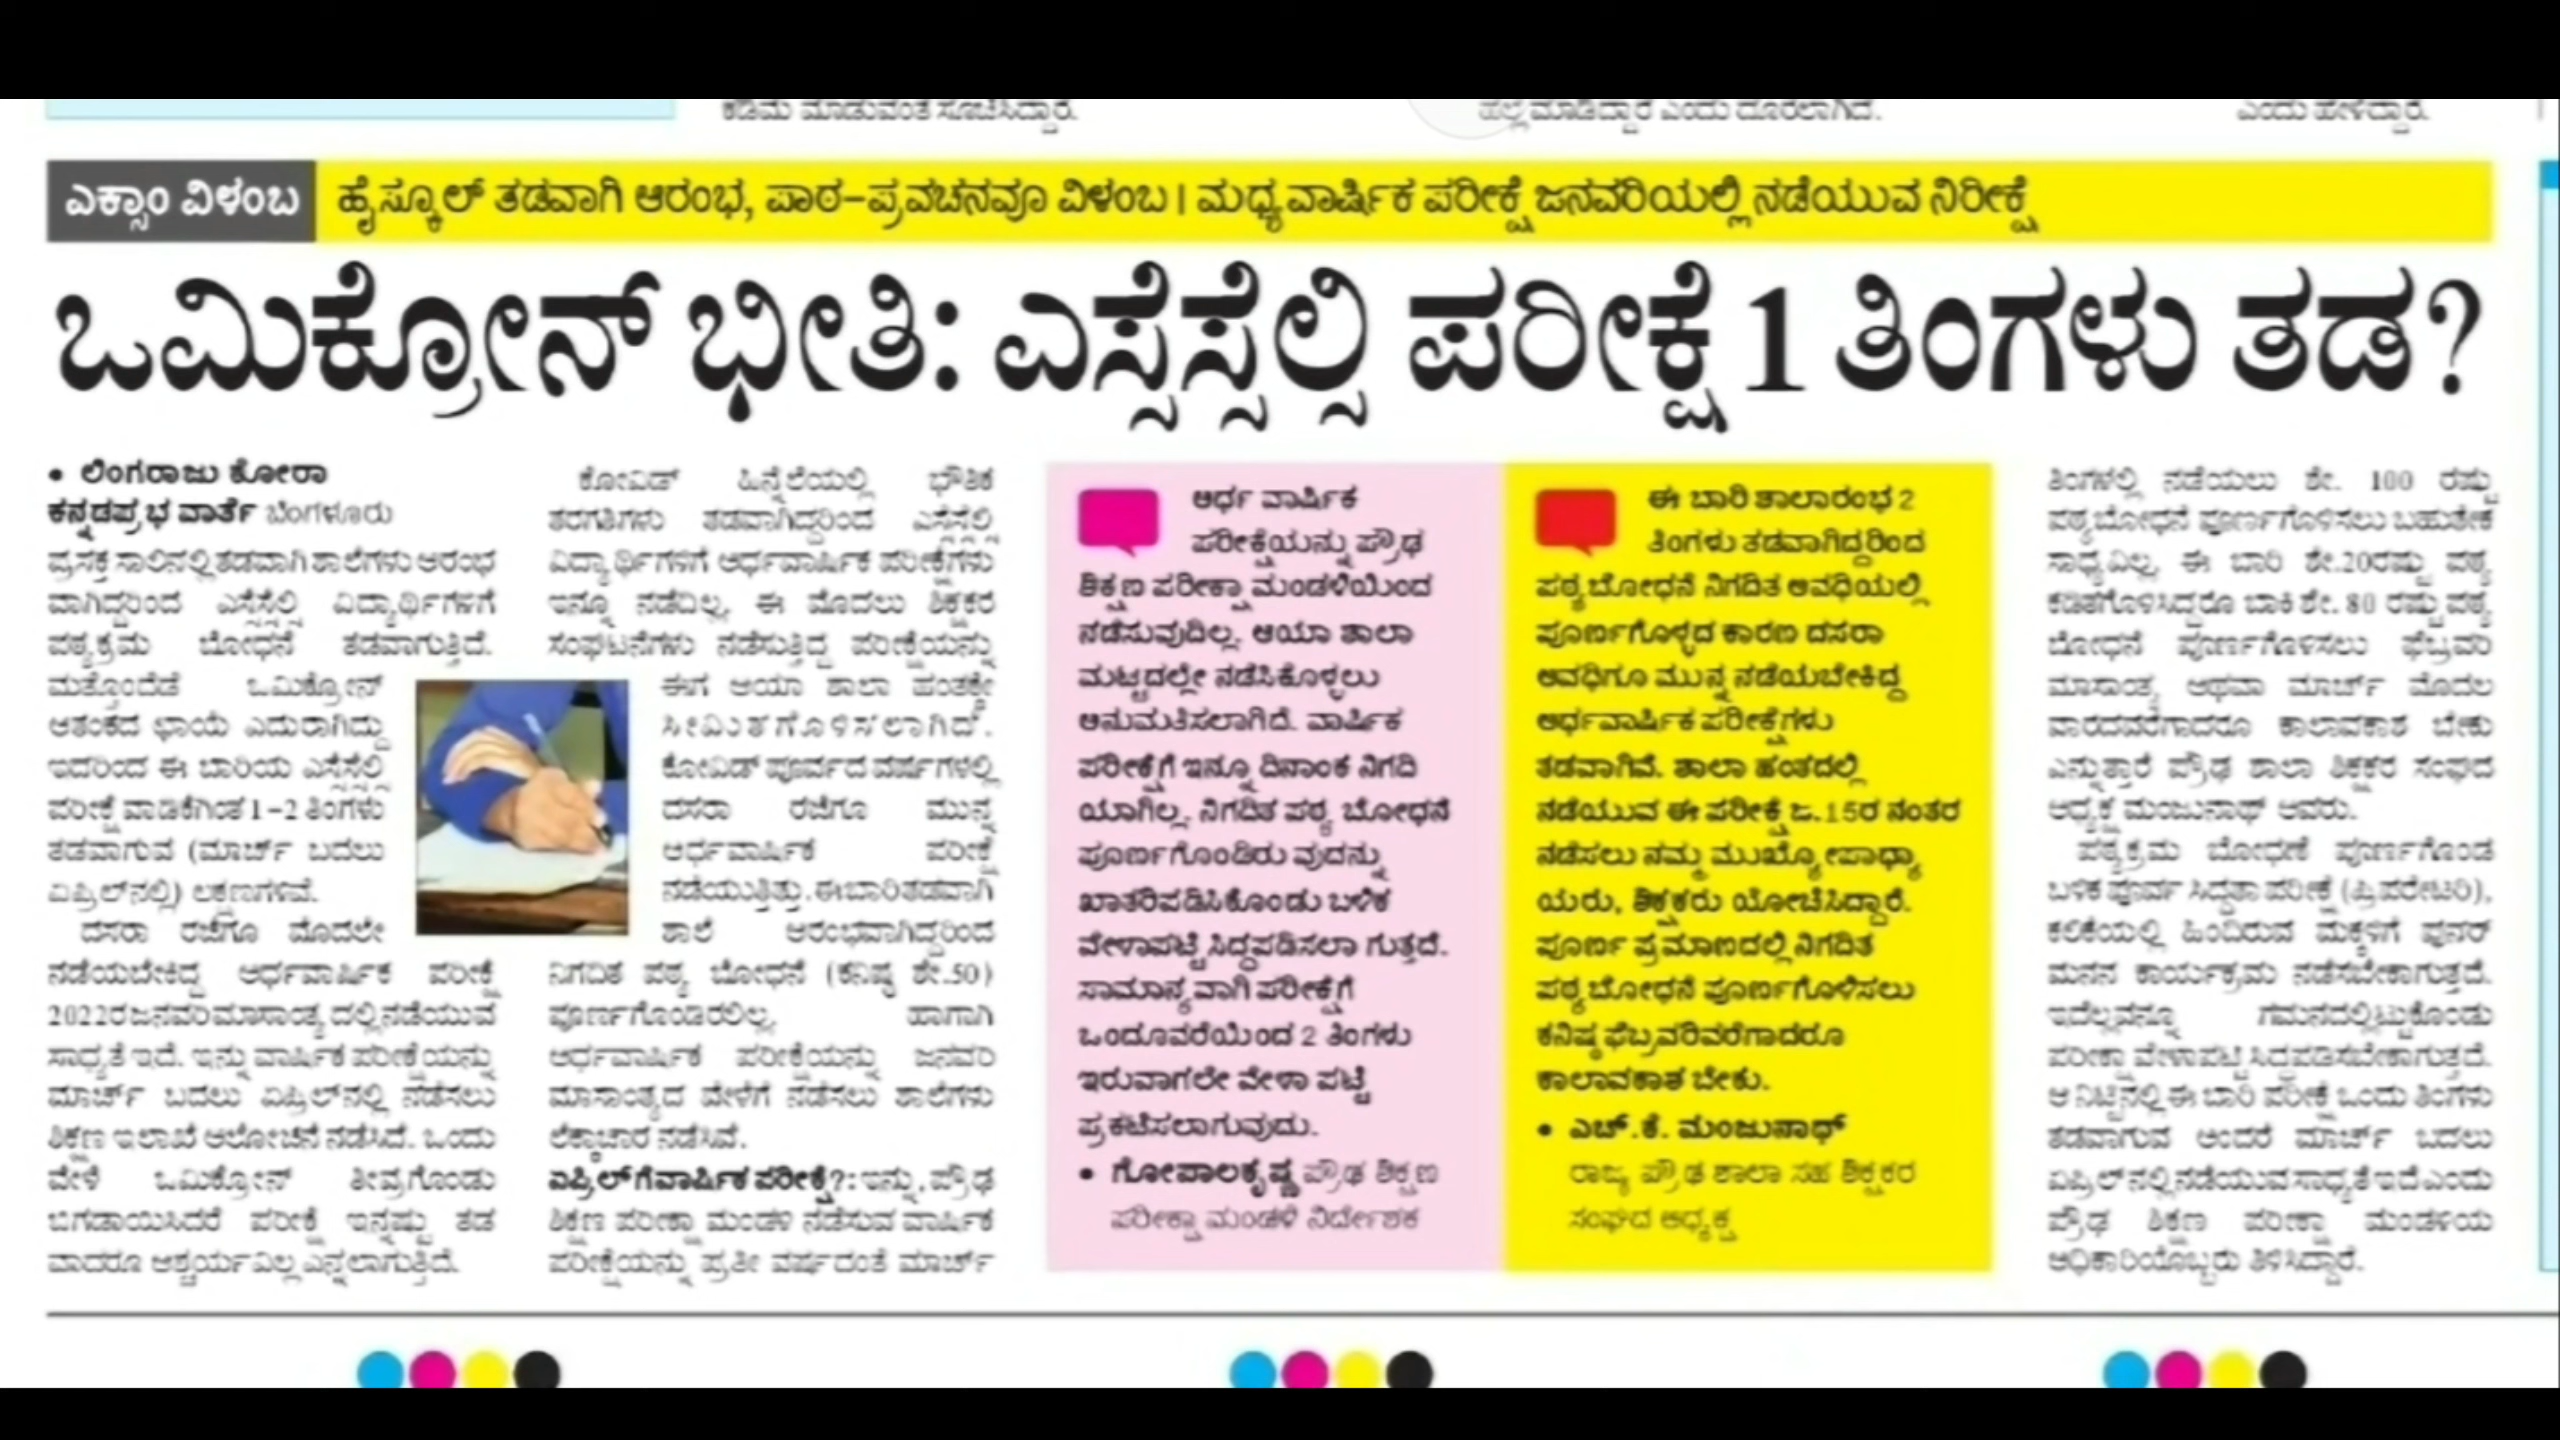 ಕಡಿಮೆ ಮಾಡುವಂತೆ ಸೂಚಿಸಿದ್ದಾರೆ.
ಹಲ್ಲೆ ಮಾಡಿದ್ದಾರೆ ಎಂದು ದೂರಲಾಗಿದೆ.
ಎಂದು ಹೇಳಿದ್ದಾರೆ.
ಎಕ್ಸಾಂ ವಿಳಂಬ
ಹೈಸ್ಕೂಲ್ ತಡವಾಗಿ ಆರಂಭ, ಪಾಠ-ಪ್ರವಚನವೂ ವಿಳಂಬ | ಮಧ್ಯವಾರ್ಷಿಕ ಪರೀಕ್ಷೆ ಜನವರಿಯಲ್ಲಿ ನಡೆಯುವ ನಿರೀಕ್ಷೆ
ಒಮಿಕ್ರೋನ್ ಭೀತಿ: ಎಸ್ಸೆಸ್ಸೆಲ್ಸಿ ಪರೀಕ್ಷೆ 1 ತಿಂಗಳು ತಡ?
• ಲಿಂಗರಾಜು ಕೋರಾ
ಕನ್ನಡಪ್ರಭ ವಾರ್ತೆ ಬೆಂಗಳೂರು
ಪ್ರಸಕ್ತ ಸಾಲಿನಲ್ಲಿ ತಡವಾಗಿ ಶಾಲೆಗಳು ಆರಂಭ
ವಾಗಿದ್ದರಿಂದ ಎಸ್ಸೆಸ್ಸೆಲ್ಸಿ ವಿದ್ಯಾರ್ಥಿಗಳಿಗೆ
ಪಠ್ಯಕ್ರಮ ಬೋಧನೆ ತಡವಾಗುತ್ತಿದೆ.
ಮತ್ತೊಂದೆಡೆ ಒಮಿಕ್ರೋನ್
ಆತಂಕದ ಛಾಯೆ ಎದುರಾಗಿದ್ದು
ಇದರಿಂದ ಈ ಬಾರಿಯ ಎಸ್ಸೆಸ್ಸೆಲ್ಸಿ
ಪರೀಕ್ಷೆ ವಾಡಿಕೆಗಿಂತ 1-2 ತಿಂಗಳು
ತಡವಾಗುವ (ಮಾರ್ಚ್ ಬದಲು
ಏಪ್ರಿಲ್‌ನಲ್ಲಿ) ಲಕ್ಷಣಗಳಿವೆ.
ದಸರಾ ರಜೆಗೂ ಮೊದಲೇ
ನಡೆಯಬೇಕಿದ್ದ ಅರ್ಧವಾರ್ಷಿಕ ಪರೀಕ್ಷೆ
2022ರ ಜನವರಿ ಮಾಸಾಂತ್ಯದಲ್ಲಿ ನಡೆಯುವ
ಸಾಧ್ಯತೆ ಇದೆ. ಇನ್ನು ವಾರ್ಷಿಕ ಪರೀಕ್ಷೆಯನ್ನು
ಮಾರ್ಚ್ ಬದಲು ಏಪ್ರಿಲ್‌ನಲ್ಲಿ ನಡೆಸಲು
ಶಿಕ್ಷಣ ಇಲಾಖೆ ಆಲೋಚನೆ ನಡೆಸಿದೆ. ಒಂದು
ವೇಳೆ ಒಮಿಕ್ರೋನ್ ತೀವ್ರಗೊಂಡು
ಬಿಗಡಾಯಿಸಿದರೆ ಪರೀಕ್ಷೆ ಇನ್ನಷ್ಟು ತಡ
ವಾದರೂ ಆಶ್ಚರ್ಯವಿಲ್ಲ ಎನ್ನಲಾಗುತ್ತಿದೆ.
ಕೋವಿಡ್ ಹಿನ್ನೆಲೆಯಲ್ಲಿ ಭೌತಿಕ
ತರಗತಿಗಳು ತಡವಾಗಿದ್ದರಿಂದ ಎಸ್ಸೆಸ್ಸೆಲ್ಸಿ
ವಿದ್ಯಾರ್ಥಿಗಳಿಗೆ ಅರ್ಧವಾರ್ಷಿಕ ಪರೀಕ್ಷೆಗಳು
ಇನ್ನೂ ನಡೆದಿಲ್ಲ. ಈ ಮೊದಲು ಶಿಕ್ಷಕರ
ಸಂಘಟನೆಗಳು ನಡೆಸುತ್ತಿದ್ದ ಪರೀಕ್ಷೆಯನ್ನು
ಈಗ ಆಯಾ ಶಾಲಾ ಹಂತಕ್ಕೇ
ಸೀಮಿತಗೊಳಿಸಲಾಗಿದೆ.
ಕೋವಿಡ್ ಪೂರ್ವದ ವರ್ಷಗಳಲ್ಲಿ
ದಸರಾ ರಜೆಗೂ ಮುನ್ನ
ಅರ್ಧವಾರ್ಷಿಕ ಪರೀಕ್ಷೆ
ನಡೆಯುತ್ತಿತ್ತು. ಈ ಬಾರಿ ತಡವಾಗಿ
ಶಾಲೆ ಆರಂಭವಾಗಿದ್ದರಿಂದ
ನಿಗದಿತ ಪಠ್ಯ ಬೋಧನೆ (ಕನಿಷ್ಠ ಶೇ.50)
ಪೂರ್ಣಗೊಂಡಿರಲಿಲ್ಲ. ಹಾಗಾಗಿ
ಅರ್ಧವಾರ್ಷಿಕ ಪರೀಕ್ಷೆಯನ್ನು ಜನವರಿ
ಮಾಸಾಂತ್ಯದ ವೇಳೆಗೆ ನಡೆಸಲು ಶಾಲೆಗಳು
ಲೆಕ್ಕಾಚಾರ ನಡೆಸಿವೆ.
ಎಪ್ರಿಲ್‌ಗೆ ವಾರ್ಷಿಕ ಪರೀಕ್ಷೆ?: ಇನ್ನು, ಪ್ರೌಢ
ಶಿಕ್ಷಣ ಪರೀಕ್ಷಾ ಮಂಡಳಿ ನಡೆಸುವ ವಾರ್ಷಿಕ
ಪರೀಕ್ಷೆಯನ್ನು ಪ್ರತೀ ವರ್ಷದಂತೆ ಮಾರ್ಚ್
ಅರ್ಧ ವಾರ್ಷಿಕ
ಪರೀಕ್ಷೆಯನ್ನು ಪ್ರೌಢ
ಶಿಕ್ಷಣ ಪರೀಕ್ಷಾ ಮಂಡಳಿಯಿಂದ
ನಡೆಸುವುದಿಲ್ಲ. ಆಯಾ ಶಾಲಾ
ಮಟ್ಟದಲ್ಲೇ ನಡೆಸಿಕೊಳ್ಳಲು
ಅನುಮತಿಸಲಾಗಿದೆ. ವಾರ್ಷಿಕ
ಪರೀಕ್ಷೆಗೆ ಇನ್ನೂ ದಿನಾಂಕ ನಿಗದಿ
ಯಾಗಿಲ್ಲ. ನಿಗದಿತ ಪಠ್ಯ ಬೋಧನೆ
ಪೂರ್ಣಗೊಂಡಿರು ವುದನ್ನು
ಖಾತರಿಪಡಿಸಿಕೊಂಡು ಬಳಿಕ
ವೇಳಾಪಟ್ಟಿ ಸಿದ್ಧಪಡಿಸಲಾ ಗುತ್ತದೆ.
ಸಾಮಾನ್ಯವಾಗಿ ಪರೀಕ್ಷೆಗೆ
ಒಂದೂವರೆಯಿಂದ 2 ತಿಂಗಳು
ಇರುವಾಗಲೇ ವೇಳಾ ಪಟ್ಟಿ
ಪ್ರಕಟಿಸಲಾಗುವುದು.
• ಗೋಪಾಲಕೃಷ್ಣ ಪ್ರೌಢ ಶಿಕ್ಷಣ
ಪರೀಕ್ಷಾ ಮಂಡಳಿ ನಿರ್ದೇಶಕ
ಈ ಬಾರಿ ಶಾಲಾರಂಭ 2
ತಿಂಗಳು ತಡವಾಗಿದ್ದರಿಂದ
ಪಠ್ಯಬೋಧನೆ ನಿಗದಿತ ಅವಧಿಯಲ್ಲಿ
ಪೂರ್ಣಗೊಳ್ಳದ ಕಾರಣ ದಸರಾ
ಅವಧಿಗೂ ಮುನ್ನ ನಡೆಯಬೇಕಿದ್ದ
ಅರ್ಧವಾರ್ಷಿಕ ಪರೀಕ್ಷೆಗಳು
ತಡವಾಗಿವೆ. ಶಾಲಾ ಹಂತದಲ್ಲಿ
ನಡೆಯುವ ಈ ಪರೀಕ್ಷೆ ಜ.15ರ ನಂತರ
ನಡೆಸಲು ನಮ್ಮ ಮುಖ್ಯೋಪಾಧ್ಯಾ
ಯರು, ಶಿಕ್ಷಕರು ಯೋಚಿಸಿದ್ದಾರೆ.
ಪೂರ್ಣ ಪ್ರಮಾಣದಲ್ಲಿ ನಿಗದಿತ
ಪಠ್ಯಬೋಧನೆ ಪೂರ್ಣಗೊಳಿಸಲು
ಕನಿಷ್ಠ ಫೆಬ್ರವರಿವರೆಗಾದರೂ
ಕಾಲಾವಕಾಶ ಬೇಕು.
• ಎಚ್.ಕೆ. ಮಂಜುನಾಥ್
ರಾಜ್ಯ ಪ್ರೌಢ ಶಾಲಾ ಸಹ ಶಿಕ್ಷಕರ
ಸಂಘದ ಅಧ್ಯಕ್ಷ
ತಿಂಗಳಲ್ಲಿ ನಡೆಯಲು ಶೇ. 100 ರಷ್ಟು
ಪಠ್ಯಬೋಧನೆ ಪೂರ್ಣಗೊಳಿಸಲು ಬಹುತೇಕ
ಸಾಧ್ಯವಿಲ್ಲ. ಈ ಬಾರಿ ಶೇ.20ರಷ್ಟು ಪಠ್ಯ
ಕಡಿತಗೊಳಿಸಿದ್ದರೂ ಬಾಕಿ ಶೇ. 80 ರಷ್ಟು ಪಠ್ಯ
ಬೋಧನೆ ಪೂರ್ಣಗೊಳಿಸಲು ಫೆಬ್ರವರಿ
ಮಾಸಾಂತ್ಯ ಅಥವಾ ಮಾರ್ಚ್ ಮೊದಲ
ವಾರದವರೆಗಾದರೂ ಕಾಲಾವಕಾಶ ಬೇಕು
ಎನ್ನುತ್ತಾರೆ ಪ್ರೌಢ ಶಾಲಾ ಶಿಕ್ಷಕರ ಸಂಘದ
ಅಧ್ಯಕ್ಷ ಮಂಜುನಾಥ್ ಅವರು.
ಪಠ್ಯಕ್ರಮ ಬೋಧಣೆ ಪೂರ್ಣಗೊಂಡ
ಬಳಿಕ ಪೂರ್ವ ಸಿದ್ಧತಾ ಪರೀಕ್ಷೆ (ಪ್ರಿಪರೇಟರಿ),
ಕಲಿಕೆಯಲ್ಲಿ ಹಿಂದಿರುವ ಮಕ್ಕಳಿಗೆ ಪುನರ್
ಮನನ ಕಾರ್ಯಕ್ರಮ ನಡೆಸಬೇಕಾಗುತ್ತದೆ.
ಇದೆಲ್ಲವನ್ನೂ ಗಮನದಲ್ಲಿಟ್ಟುಕೊಂಡು
ಪರೀಕ್ಷಾ ವೇಳಾಪಟ್ಟಿ ಸಿದ್ಧಪಡಿಸಬೇಕಾಗುತ್ತದೆ.
ಆ ನಿಟ್ಟಿನಲ್ಲಿ ಈ ಬಾರಿ ಪರೀಕ್ಷೆ ಒಂದು ತಿಂಗಳು
ತಡವಾಗುವ ಅಂದರೆ ಮಾರ್ಚ್ ಬದಲು
ಏಪ್ರಿಲ್‌ನಲ್ಲಿ ನಡೆಯುವ ಸಾಧ್ಯತೆ ಇದೆ ಎಂದು
ಪ್ರೌಢ ಶಿಕ್ಷಣ ಪರೀಕ್ಷಾ ಮಂಡಳಿಯ
ಅಧಿಕಾರಿಯೊಬ್ಬರು ತಿಳಿಸಿದ್ದಾರೆ.